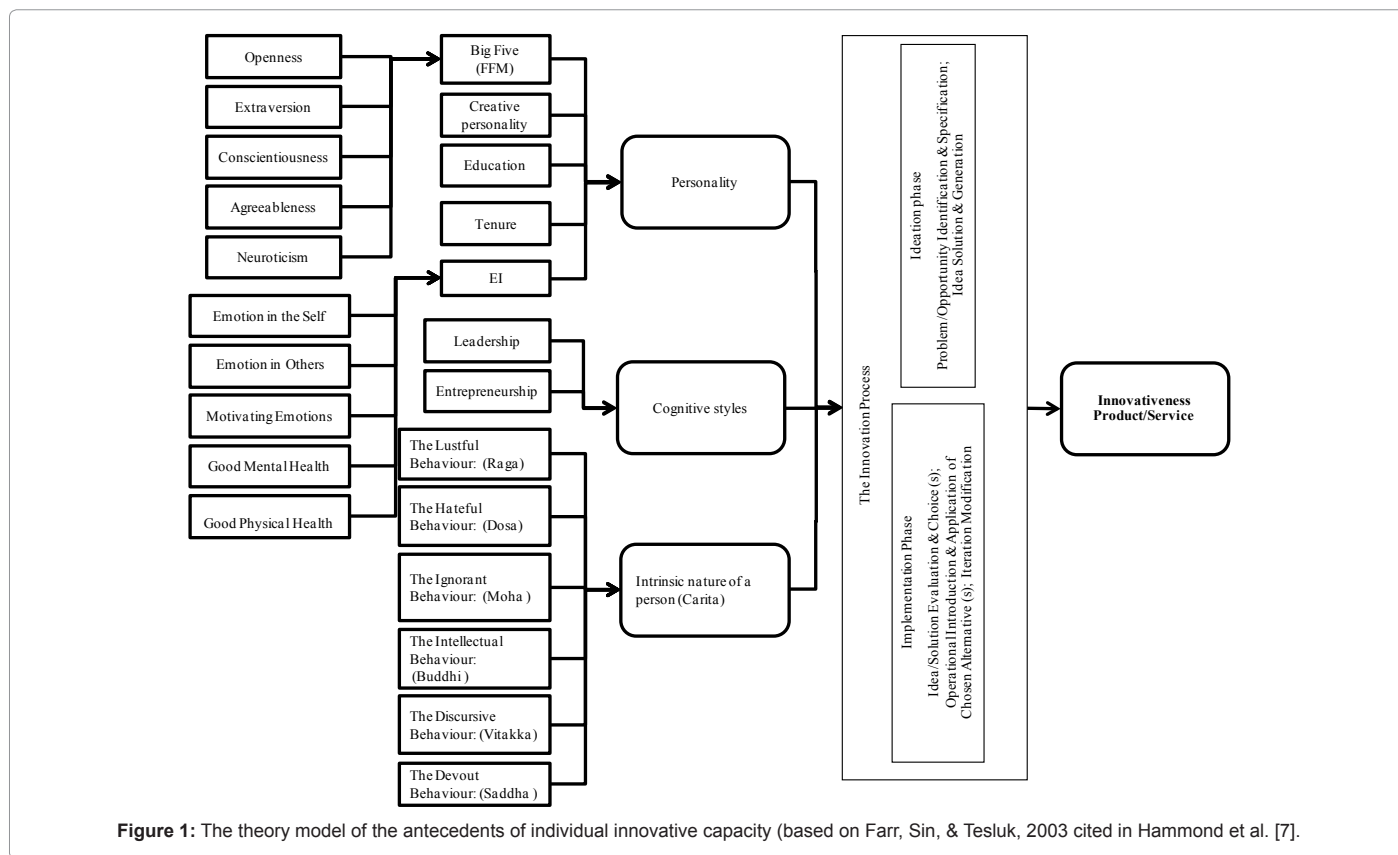 Openness
Extraversion
Conscientiousness
Agreeableness
Neuroticism
Emotion in the Self
Emotion in Others
Motivating Emotions
Good Mental Health
Good Physical Health
Big Five
(FFM)
Creative
personality
Education
Tenure
EI
Leadership
Entrepreneurship
The Lustful
Behaviour: (Raga)
The Hateful
Behaviour: (Dosa)
The Ignorant
Behaviour: (Moha )
The Intellectual
Behaviour:
(Buddhi )
The Discursive
Behaviour: (Vitakka)
The Devout
Behaviour: (Saddha )
Personality
Cognitive styles
Intrinsic nature of a
person (Carita)
The Innovation Process
Ideation phase
Problem/Opportunity Identification & Specification;
Idea Solution & Generation
Implementation Phase
Idea/Solution Evaluation & Choice (s);
Operational Introduction & Application of
Chosen Alternative (s); Iteration Modification
Innovativeness
Product/Service
Figure 1: The theory model of the antecedents of individual innovative capacity (based on Farr, Sin, & Tesluk, 2003 cited in Hammond et al. [7].